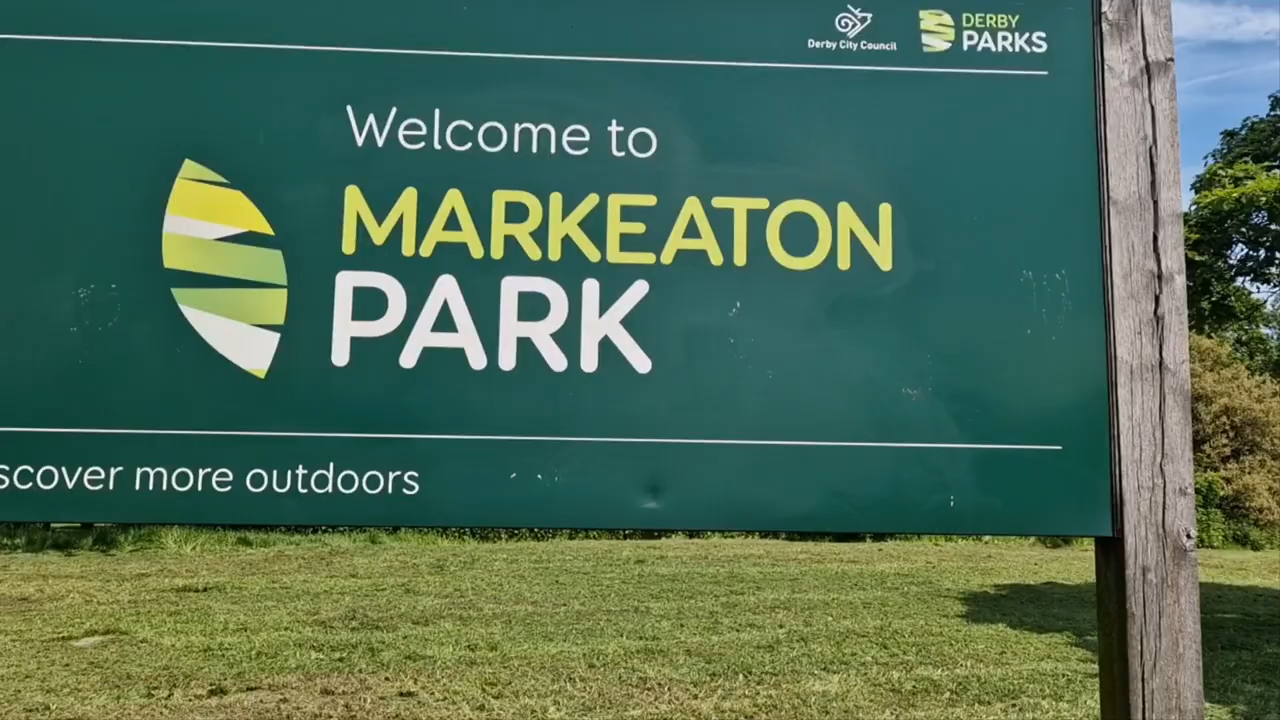 Derby City Council
DERBY
PARKS
Welcome to
MARKEATON
PARK
scover more outdoors